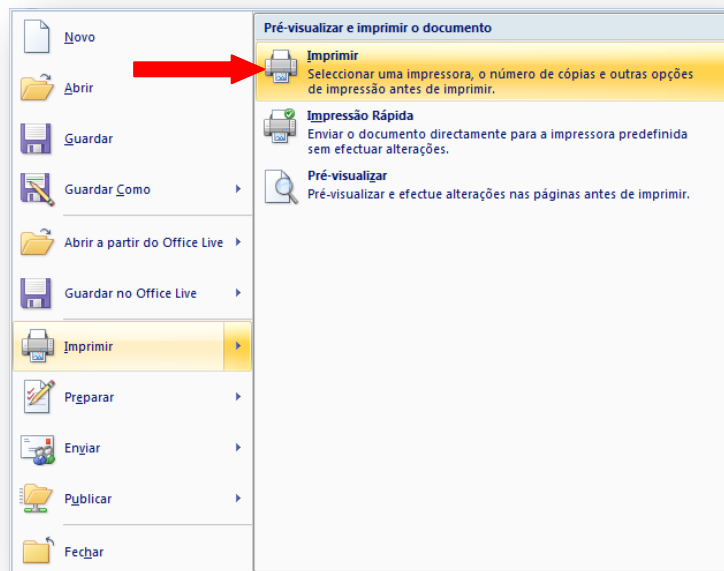 Novo
Abrir
Guardar
Guardar Como
Abrir a partir do Office Live
Guardar no Office Live
Imprimir
Preparar
Enviar
Publicar
Fechar
Pré-visualizar e imprimir o documento
Imprimir
Seleccionar uma impressora, o número de cópias e outras opções
de impressão antes de imprimir.
Impressão Rápida
Enviar o documento directamente para a impressora predefinida
sem efectuar alterações.
Pré-visualizar
Pré-visualizar e efectue alterações nas páginas antes de imprimir.